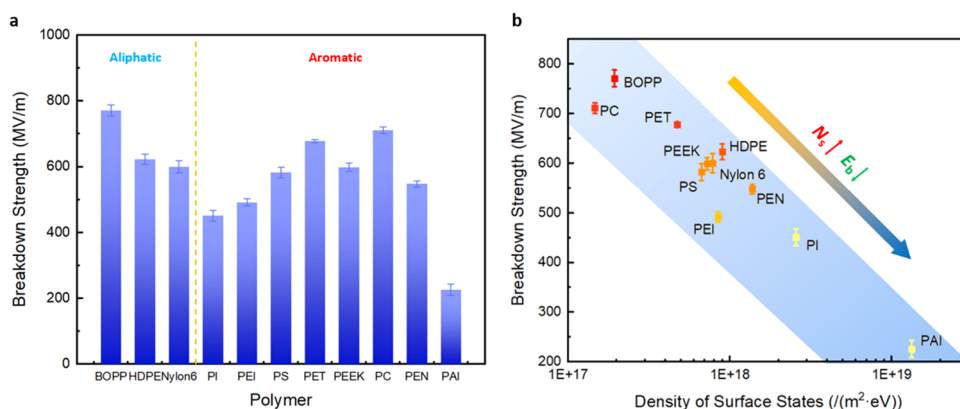 a
1000
800
600
400
200
0
Breakdown Strength (MV/m)
Aliphatic
Aromatic
BOPP HDPE Nylon6 PI PEI PS PET PEEK PC PEN PAI
Polymer
b
800
700
600
500
400
300
200
Breakdown Strength (MV/m)
BOPP
PC
PET
HDPE
PEEK
Nylon 6
PS
PEN
PEI
PI
PAI
Ns↑
Eb↓
1E+17 1E+18 1E+19
Density of Surface States (/(m²·eV))